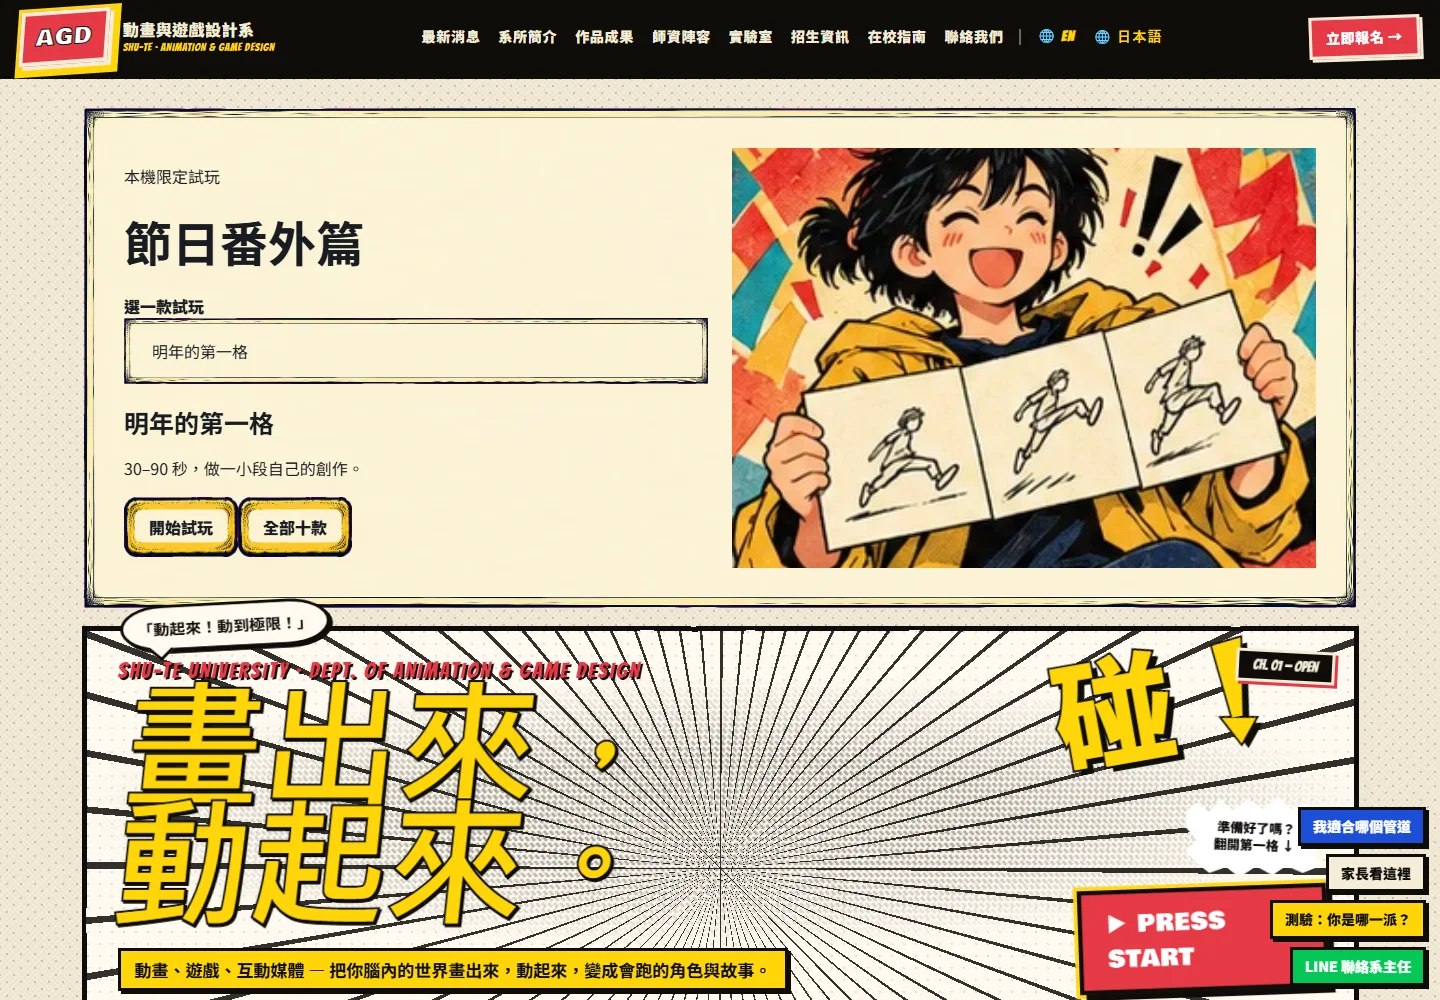 AGD
動畫與遊戲設計系
SHU-TE · ANIMATION & GAME DESIGN
最新消息 系所簡介 作品成果 師資陣容 實驗室 招生資訊 在校指南 聯絡我們 | EN 日本語
立即報名 →
本機限定試玩
節日番外篇
選一款試玩
明年的第一格
明年的第一格
30–90 秒，做一小段自己的創作。
開始試玩 全部十款
「動起來！動到極限！」
SHU-TE UNIVERSITY · DEPT. OF ANIMATION & GAME DESIGN
畫出來，
動起來。
碰！
CH. 01 — OPEN
準備好了嗎？
翻開第一格 ↓
我適合哪個管道
家長看這裡
▶ PRESS
START
測驗：你是哪一派？
LINE 聯絡系主任
動畫、遊戲、互動媒體 — 把你腦內的世界畫出來，動起來，變成會跑的角色與故事。